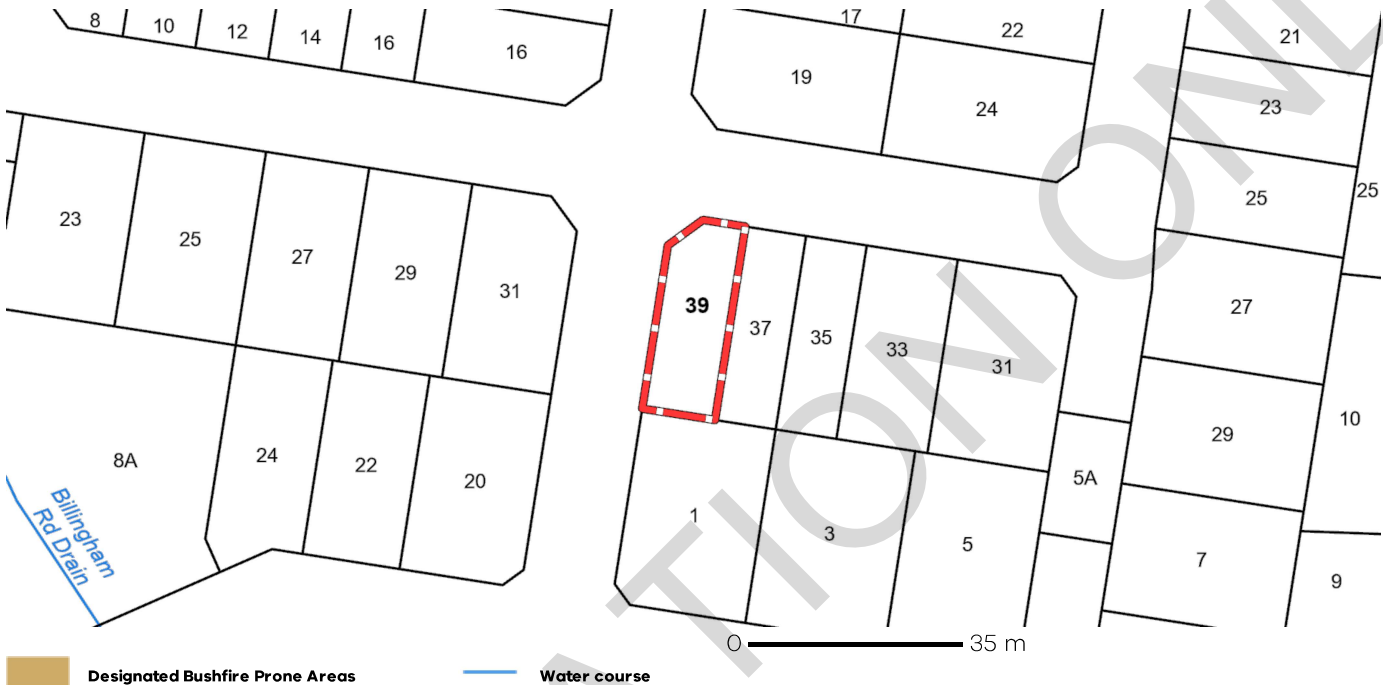 8 10 12 14 16 16 17 22 21
19 24 23
25 25
23 25 27 29 31 39 37 35 33 31 27
8A 24 22 20 1 3 5 5A 29 10
7 9
Billingham
Rd Drain
0 35 m
Designated Bushfire Prone Areas Water course